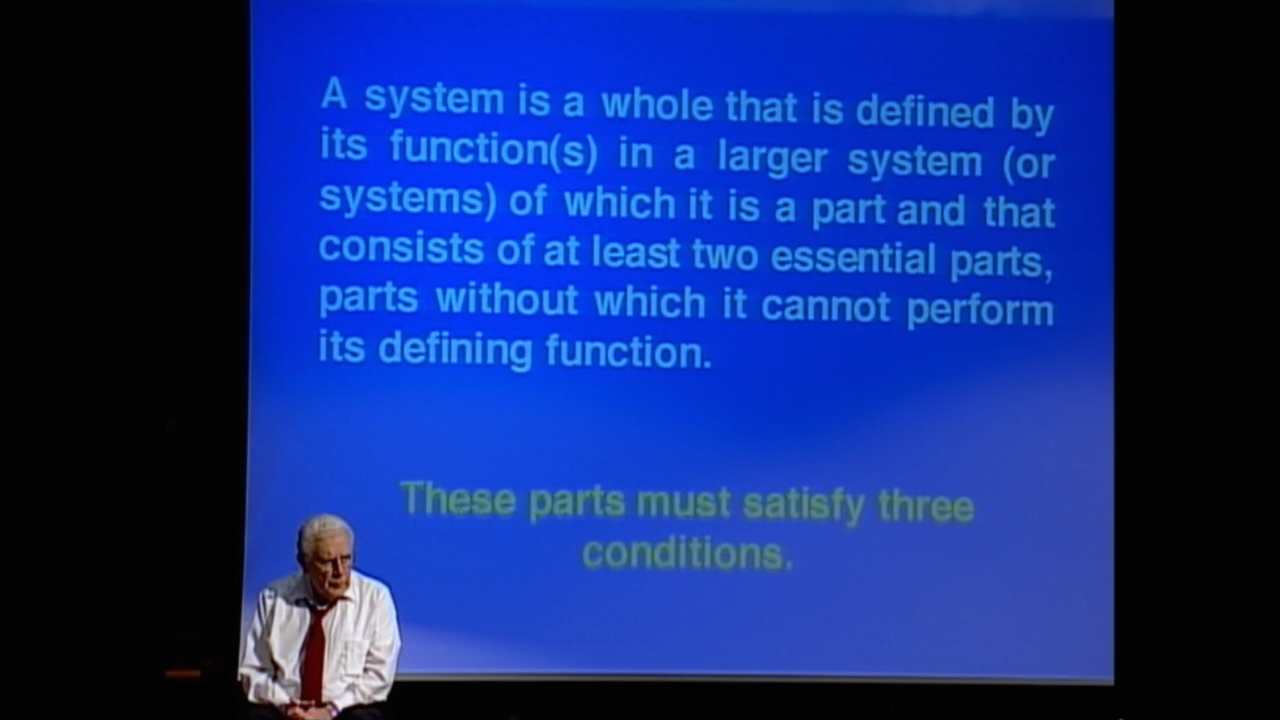 A system is a whole that is defined by
its function(s) in a larger system (or
systems) of which it is a part and that
consists of at least two essential parts,
parts without which it cannot perform
its defining function.
These parts must satisfy three
conditions.